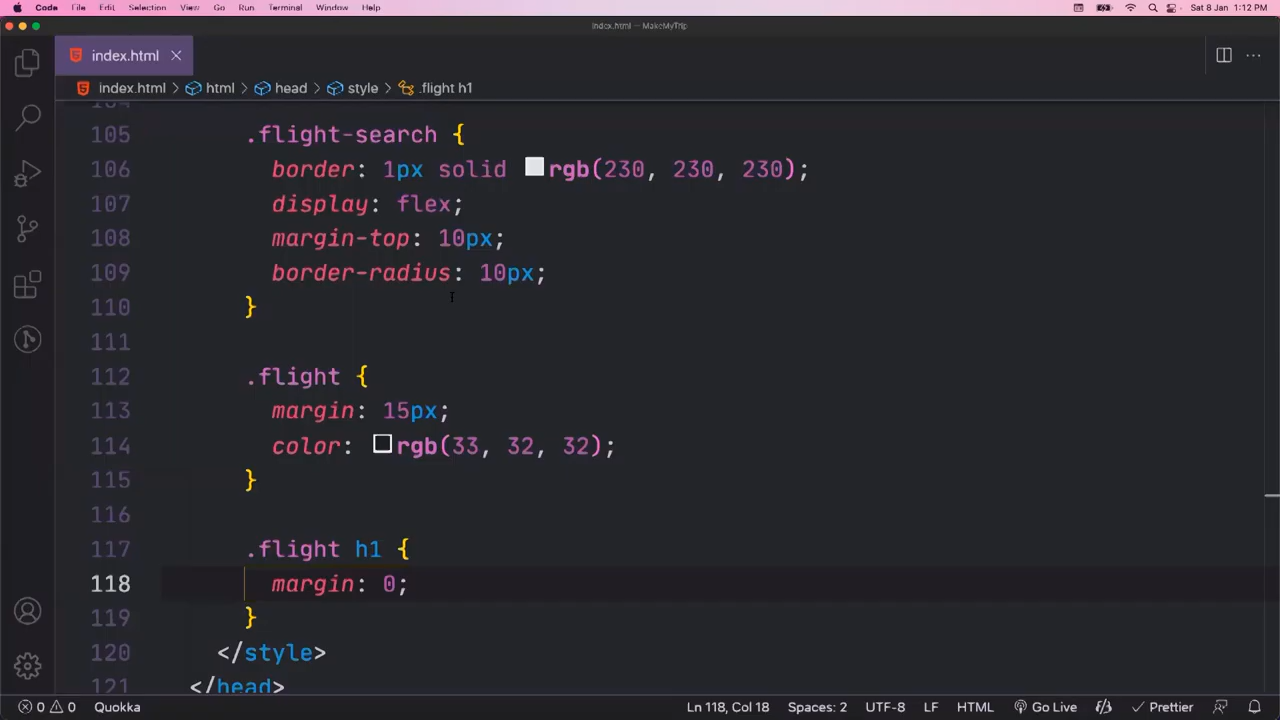 Code File Edit Selection View Go Run Terminal Window Help Sat 8 Jan 1:12 PM
index.html — MakeMyTrip
index.html
index.html > html > head > style > .flight h1
104
105 .flight-search {
106 border: 1px solid rgb(230, 230, 230);
107 display: flex;
108 margin-top: 10px;
109 border-radius: 10px;
110 }
111
112 .flight {
113 margin: 15px;
114 color: rgb(33, 32, 32);
115 }
116
117 .flight h1 {
118 margin: 0;
119 }
120 </style>
121 </head>
0 0 Quokka Ln 118, Col 18 Spaces: 2 UTF-8 LF HTML Go Live Prettier